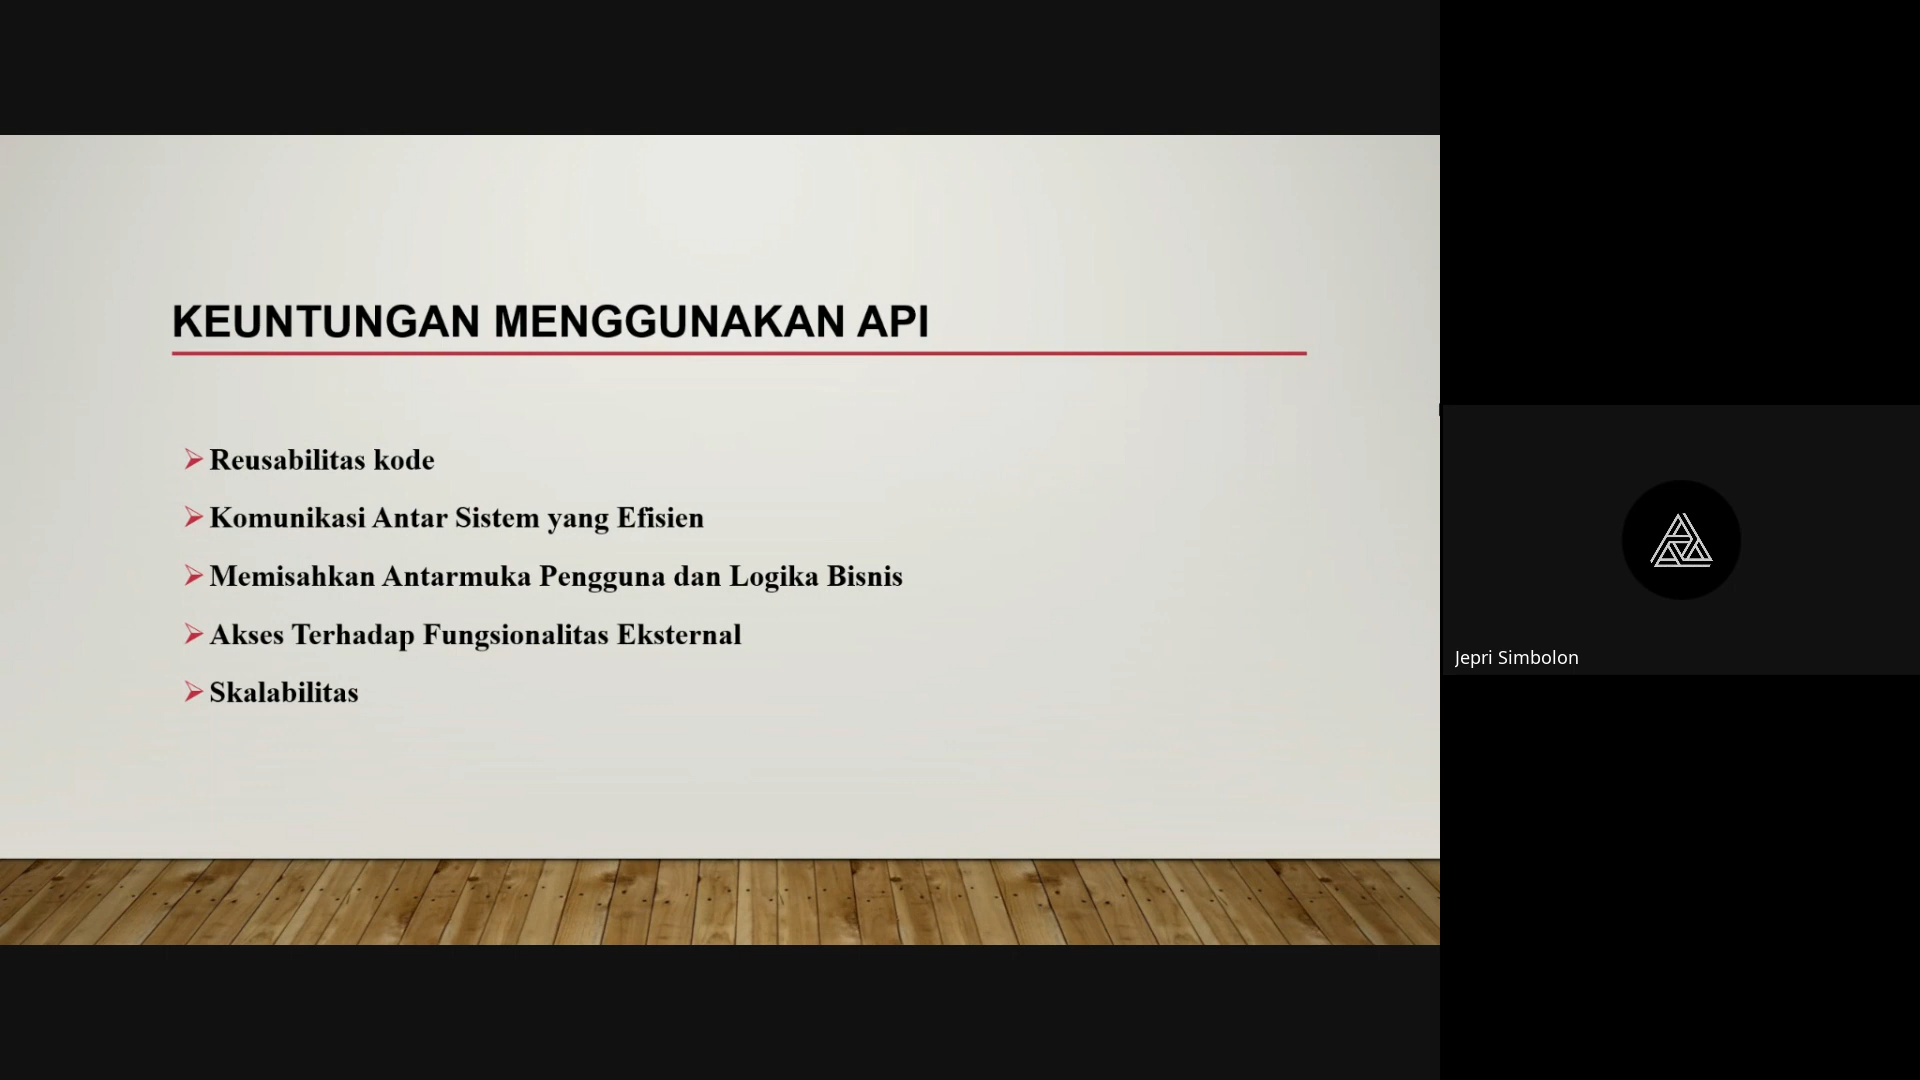 KEUNTUNGAN MENGGUNAKAN API
Reusabilitas kode
Komunikasi Antar Sistem yang Efisien
Memisahkan Antarmuka Pengguna dan Logika Bisnis
Akses Terhadap Fungsionalitas Eksternal
Skalabilitas
Jepri Simbolon